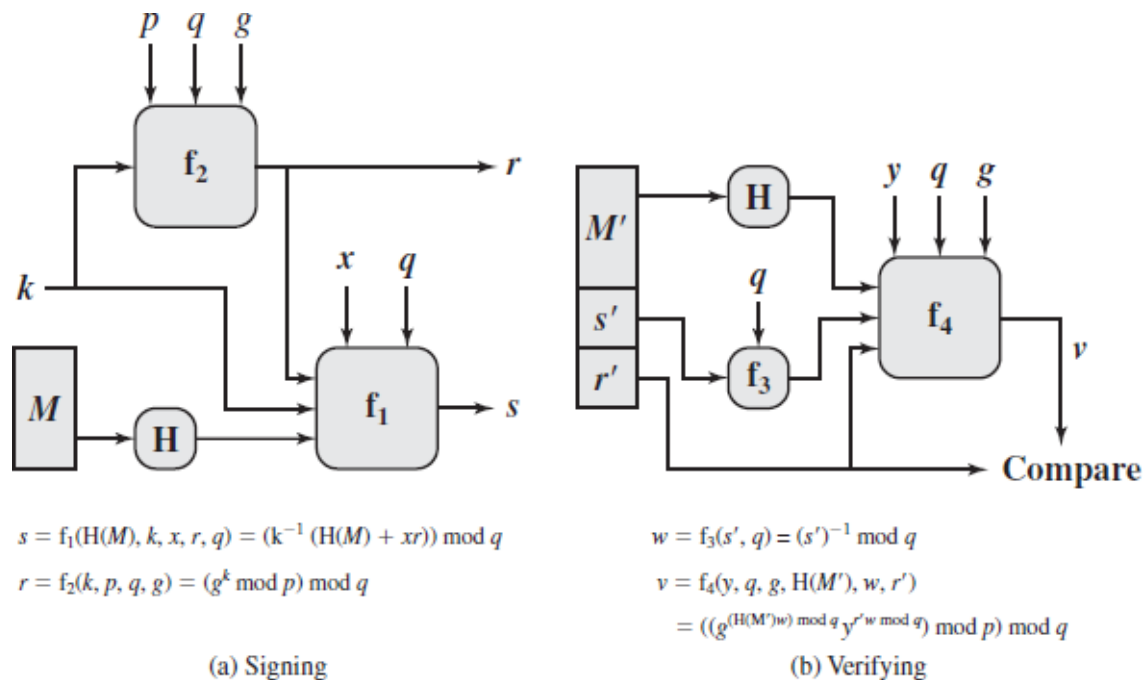 p q g
f₂
r
k
x q
M
H
f₁
s
s = f₁(H(M), k, x, r, q) = (k⁻¹ (H(M) + xr)) mod q
r = f₂(k, p, q, g) = (gᵏ mod p) mod q
(a) Signing
y q g
M′
H
q
s′
f₃
f₄
r′
v
Compare
w = f₃(s′, q) = (s′)⁻¹ mod q
v = f₄(y, q, g, H(M′), w, r′)
= ((g^(H(M′)w) mod q y^r′w mod q) mod p) mod q
(b) Verifying